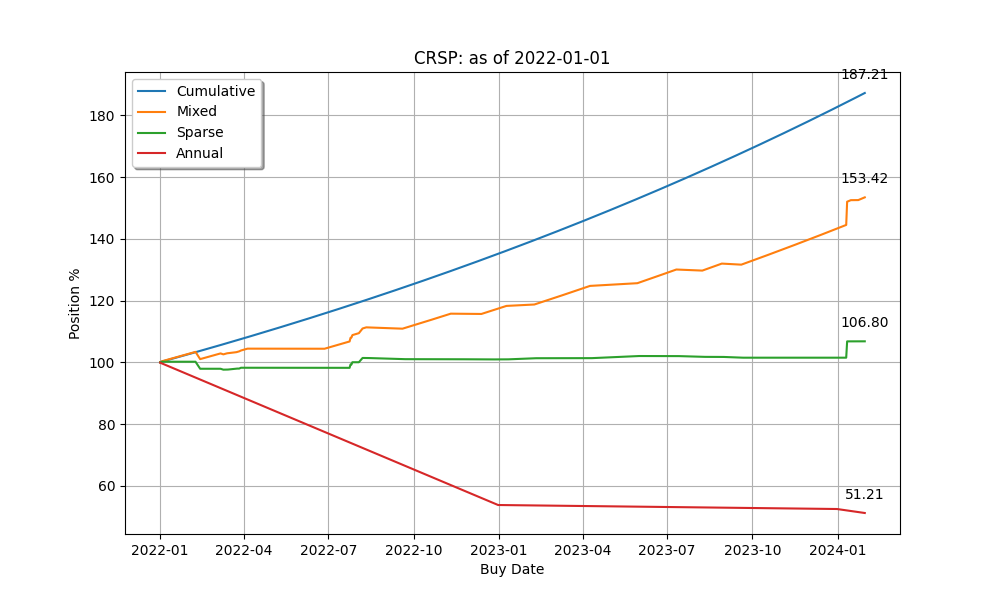 CRSP: as of 2022-01-01
187.21
Cumulative
Mixed
Sparse
Annual
180
160
140
120
100
80
60
153.42
106.80
51.21
Position %
2022-01 2022-04 2022-07 2022-10 2023-01 2023-04 2023-07 2023-10 2024-01
Buy Date